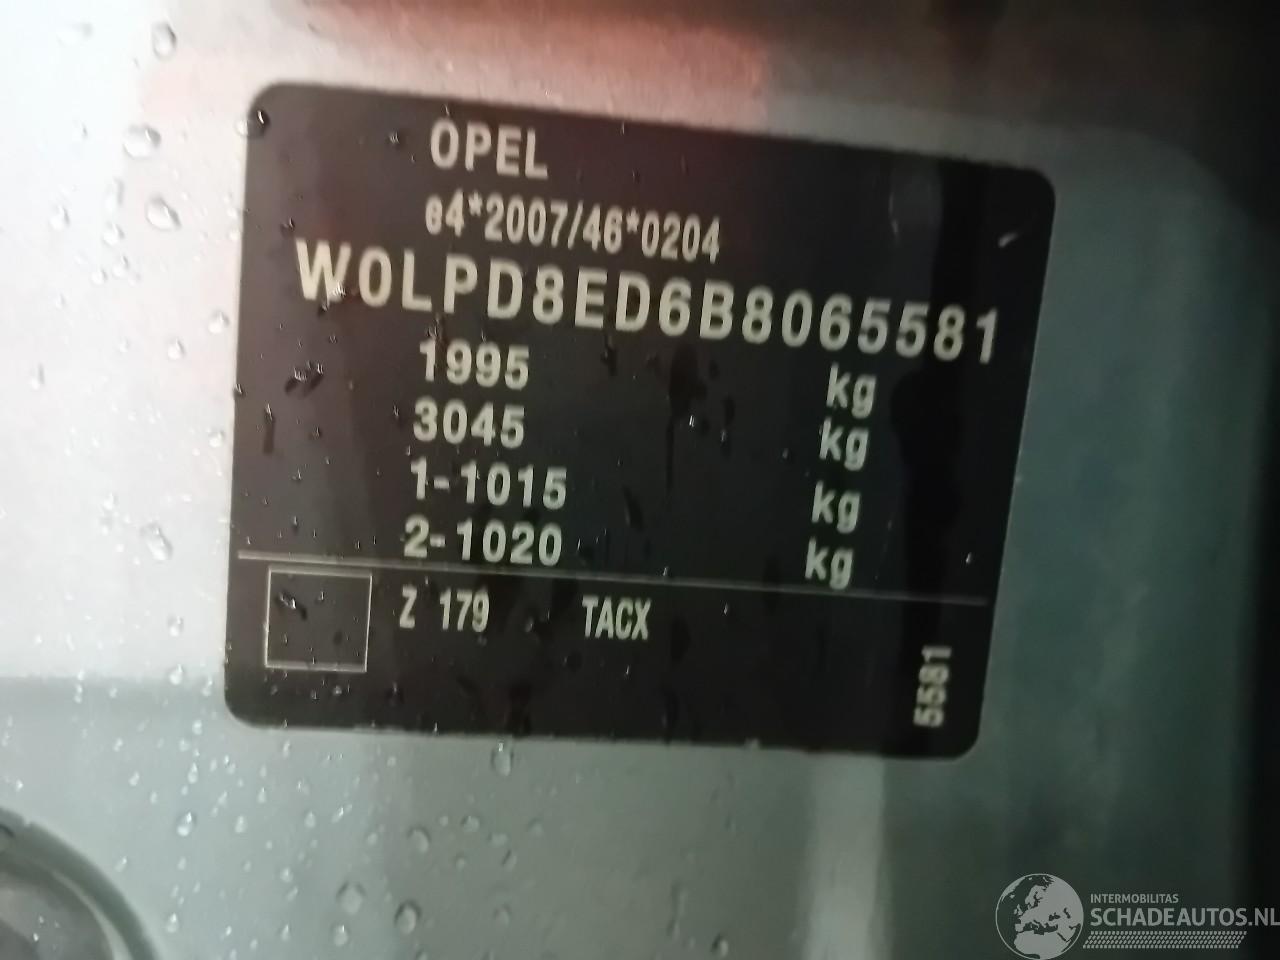 OPEL
e4*2007/46*0204
W0LPD8ED6B8065581
1995 kg
3045 kg
1-1015 kg
2-1020 kg
Z 179 TACX
5581
INTERMOBILITAS
SCHADEAUTOS.NL